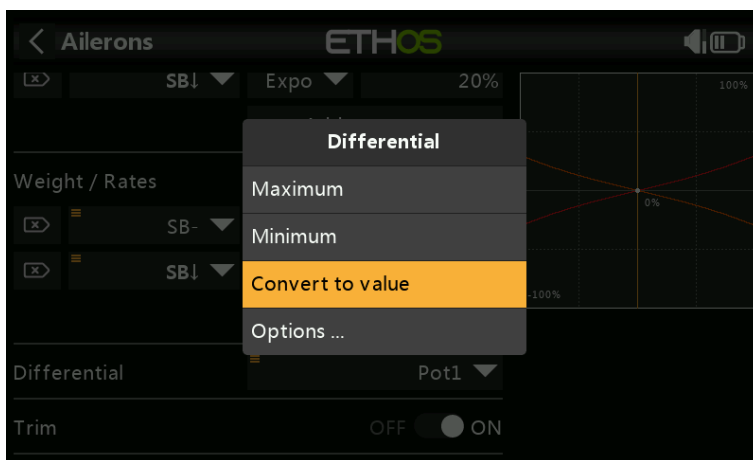 Ailerons
ETHOS
SB↓
Expo
20%
100%
Differential
Weight / Rates
Maximum
0%
SB-
Minimum
SB↓
Convert to value
-100%
Options ...
Differential
Pot1
Trim
OFF
ON